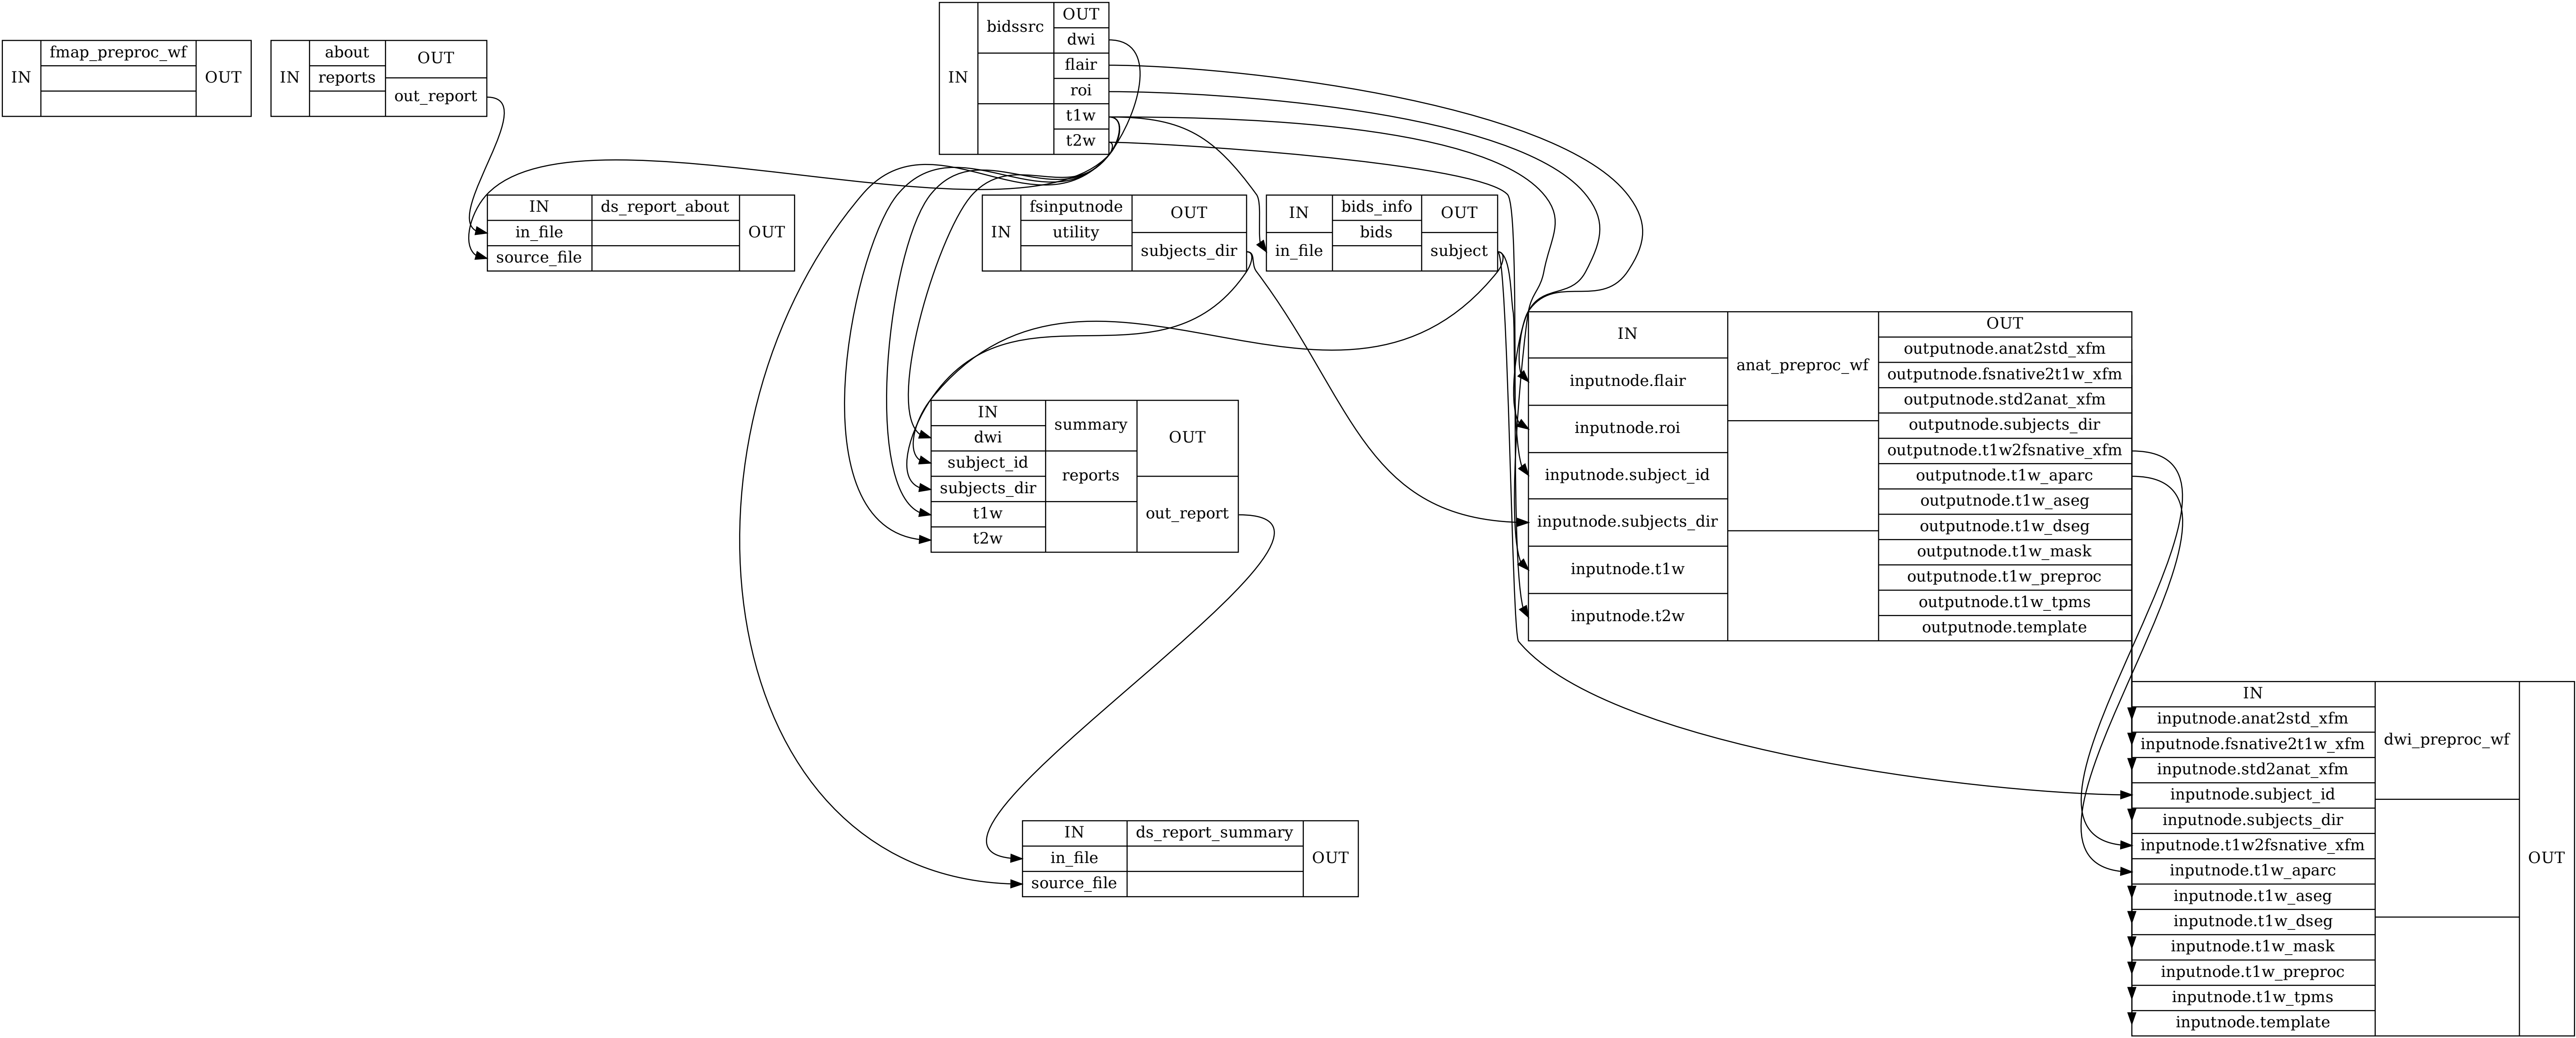 IN
fmap_preproc_wf
OUT
IN
about
reports
OUT
out_report
IN
bidssrc
OUT
dwi
flair
roi
t1w
t2w
IN
in_file
source_file
ds_report_about
OUT
IN
fsinputnode
utility
OUT
subjects_dir
IN
in_file
bids_info
bids
OUT
subject
IN
inputnode.flair
inputnode.roi
inputnode.subject_id
inputnode.subjects_dir
inputnode.t1w
inputnode.t2w
anat_preproc_wf
OUT
outputnode.anat2std_xfm
outputnode.fsnative2t1w_xfm
outputnode.std2anat_xfm
outputnode.subjects_dir
outputnode.t1w2fsnative_xfm
outputnode.t1w_aparc
outputnode.t1w_aseg
outputnode.t1w_dseg
outputnode.t1w_mask
outputnode.t1w_preproc
outputnode.t1w_tpms
outputnode.template
IN
dwi
subject_id
subjects_dir
t1w
t2w
summary
reports
OUT
out_report
IN
inputnode.anat2std_xfm
inputnode.fsnative2t1w_xfm
inputnode.std2anat_xfm
inputnode.subject_id
inputnode.subjects_dir
inputnode.t1w2fsnative_xfm
inputnode.t1w_aparc
inputnode.t1w_aseg
inputnode.t1w_dseg
inputnode.t1w_mask
inputnode.t1w_preproc
inputnode.t1w_tpms
inputnode.template
dwi_preproc_wf
OUT
IN
in_file
source_file
ds_report_summary
OUT